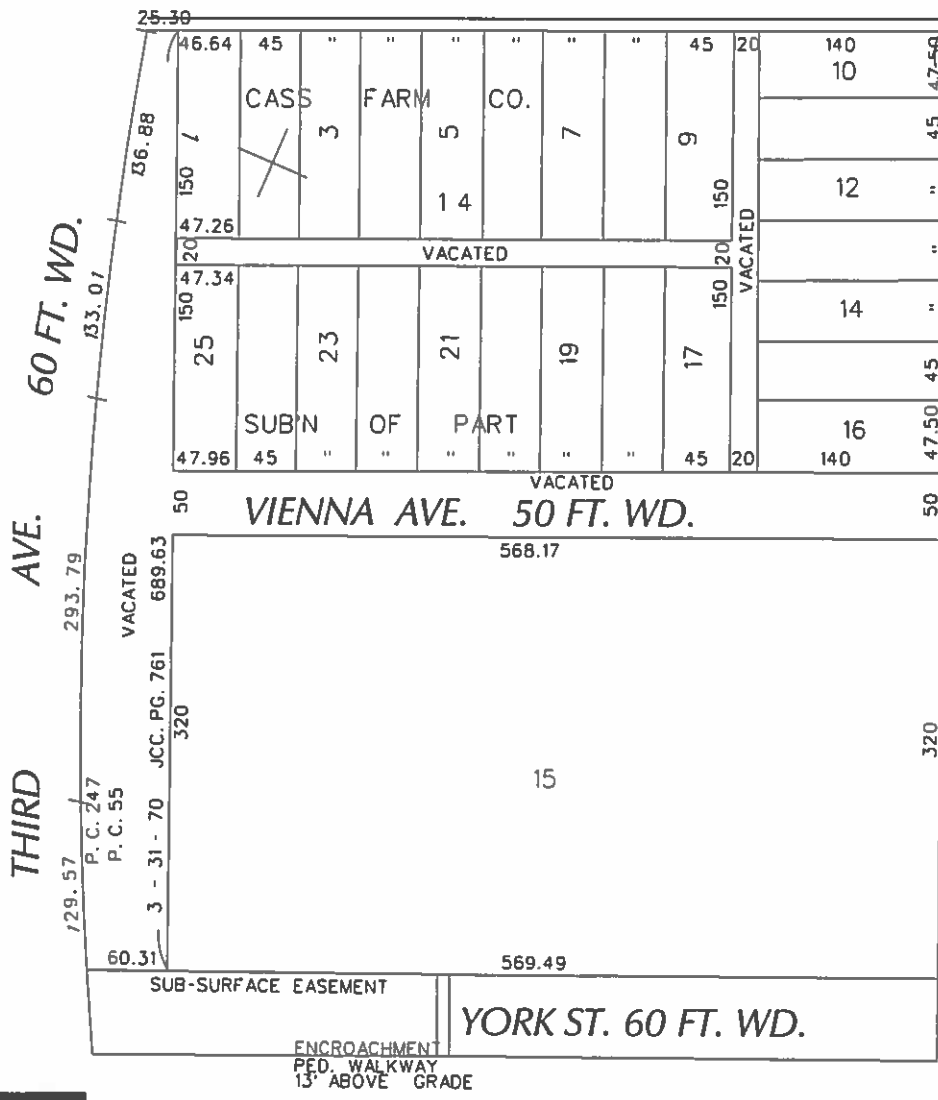 25.30
46.64 45 " " " " " " 45 20 140 47.50
10
CASS FARM CO.
136.88
1 3 5 7 9
45
150 14 150 12 "
47.26
60 FT. WD.
20 VACATED 20 VACATED
"
47.34
133.01
150 150 14 "
25 23 21 19 17
45
SUB'N OF PART 16
47.96 45 " " " " " " 45 20 140 47.50
VACATED
50 VIENNA AVE. 50 FT. WD. 50
568.17
AVE.
293.79
VACATED 689.63
JCC. PG. 761
320 320
15
THIRD
P. C. 247
P. C. 55
3 - 31 - 70
129.57
60.31 569.49
SUB-SURFACE EASEMENT
YORK ST. 60 FT. WD.
ENCROACHMENT
PED. WALKWAY
13' ABOVE GRADE